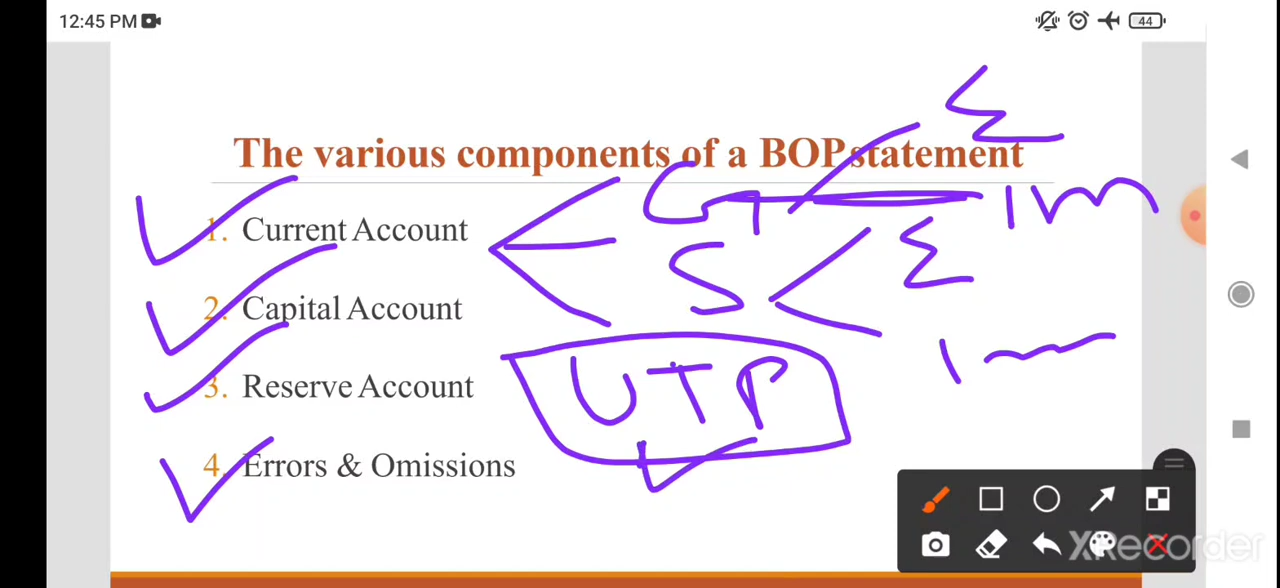 12:45 PM
44
The various components of a BOP statement
1. Current Account
2. Capital Account
3. Reserve Account
4. Errors & Omissions
G
S
UTP
XRecorder